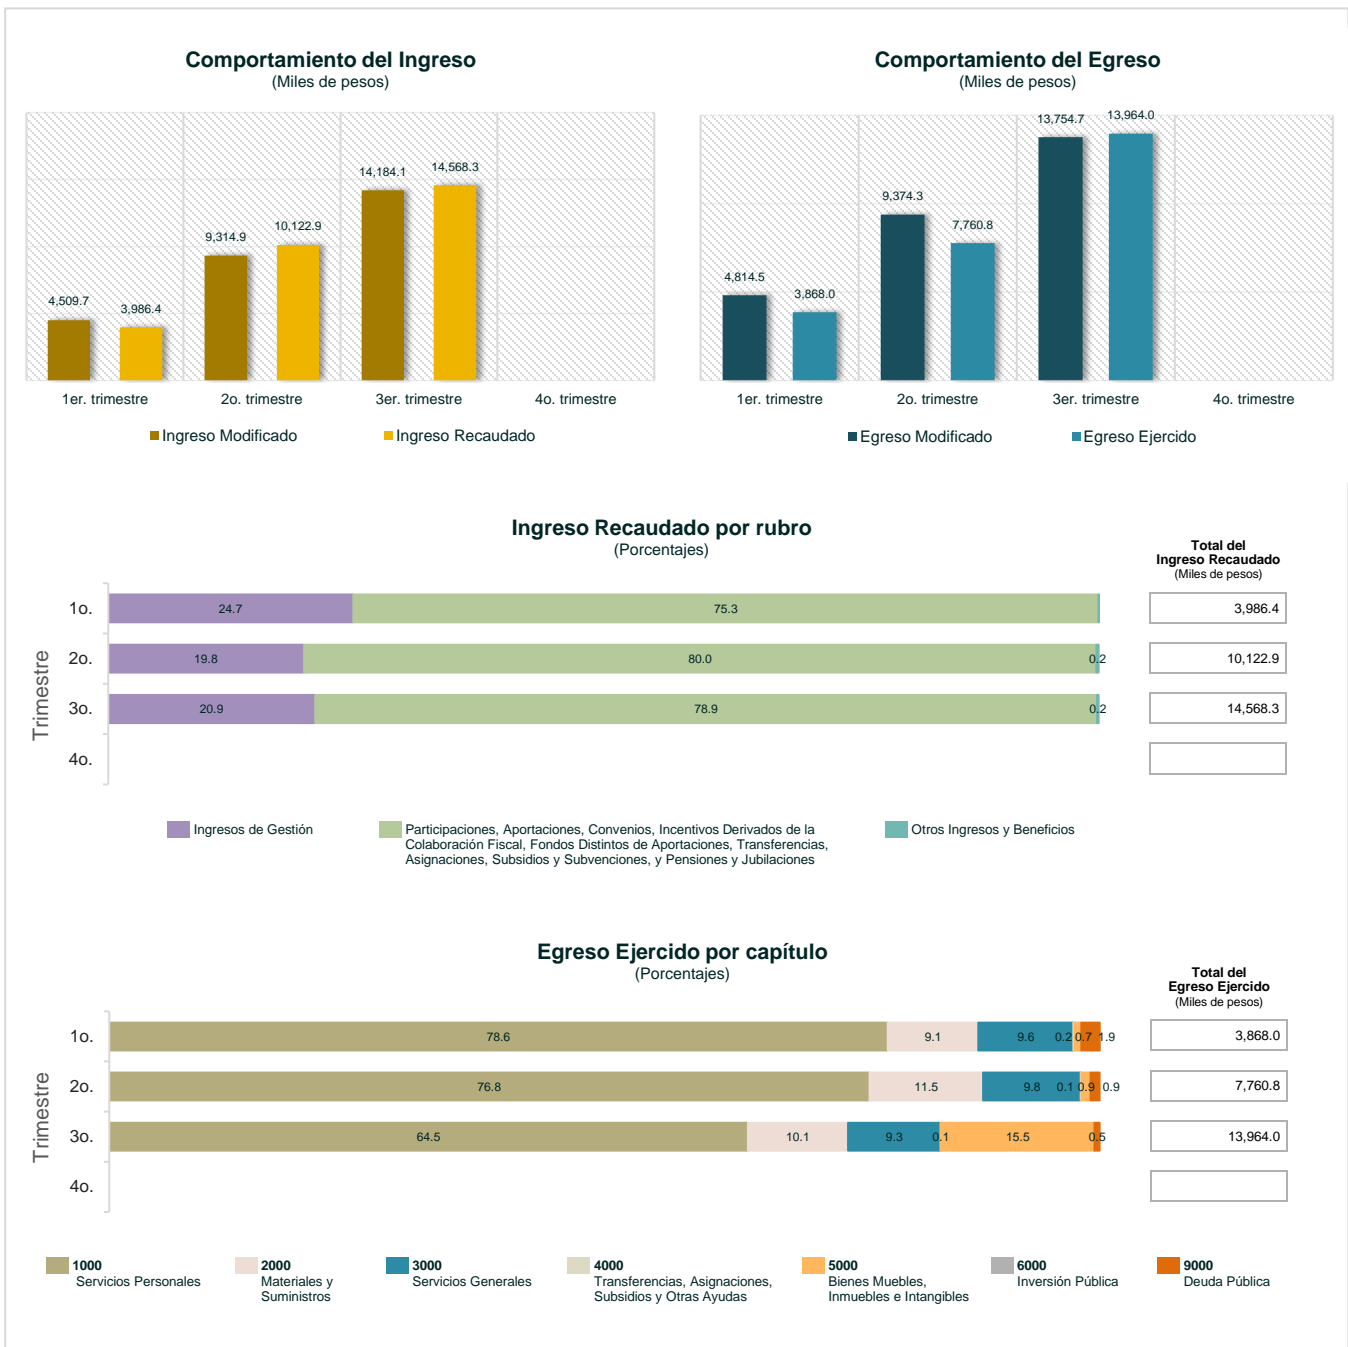 Comportamiento del Ingreso
(Miles de pesos)
4,509.7
3,986.4
9,314.9
10,122.9
14,184.1
14,568.3
1er. trimestre
2o. trimestre
3er. trimestre
4o. trimestre
Ingreso Modificado
Ingreso Recaudado
Comportamiento del Egreso
(Miles de pesos)
4,814.5
3,868.0
9,374.3
7,760.8
13,754.7
13,964.0
1er. trimestre
2o. trimestre
3er. trimestre
4o. trimestre
Egreso Modificado
Egreso Ejercido
Ingreso Recaudado por rubro
(Porcentajes)
Total del
Ingreso Recaudado
(Miles de pesos)
Trimestre
1o. 24.7 75.3 3,986.4
2o. 19.8 80.0 0.2 10,122.9
3o. 20.9 78.9 0.2 14,568.3
4o.
Ingresos de Gestión
Participaciones, Aportaciones, Convenios, Incentivos Derivados de la
Colaboración Fiscal, Fondos Distintos de Aportaciones, Transferencias,
Asignaciones, Subsidios y Subvenciones, y Pensiones y Jubilaciones
Otros Ingresos y Beneficios
Egreso Ejercido por capítulo
(Porcentajes)
Total del
Egreso Ejercido
(Miles de pesos)
Trimestre
1o. 78.6 9.1 9.6 0.2 0.7 1.9 3,868.0
2o. 76.8 11.5 9.8 0.1 0.9 0.9 7,760.8
3o. 64.5 10.1 9.3 0.1 15.5 0.5 13,964.0
4o.
1000
Servicios Personales
2000
Materiales y
Suministros
3000
Servicios Generales
4000
Transferencias, Asignaciones,
Subsidios y Otras Ayudas
5000
Bienes Muebles,
Inmuebles e Intangibles
6000
Inversión Pública
9000
Deuda Pública